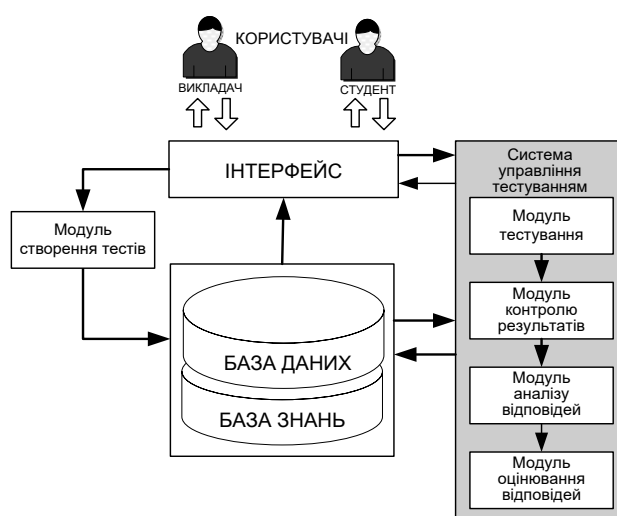 КОРИСТУВАЧІ
ВИКЛАДАЧ
СТУДЕНТ
ІНТЕРФЕЙС
Система
управління
тестуванням
Модуль
створення тестів
Модуль
тестування
Модуль
контролю
результатів
БАЗА ДАНИХ
БАЗА ЗНАНЬ
Модуль
аналізу
відповідей
Модуль
оцінювання
відповідей